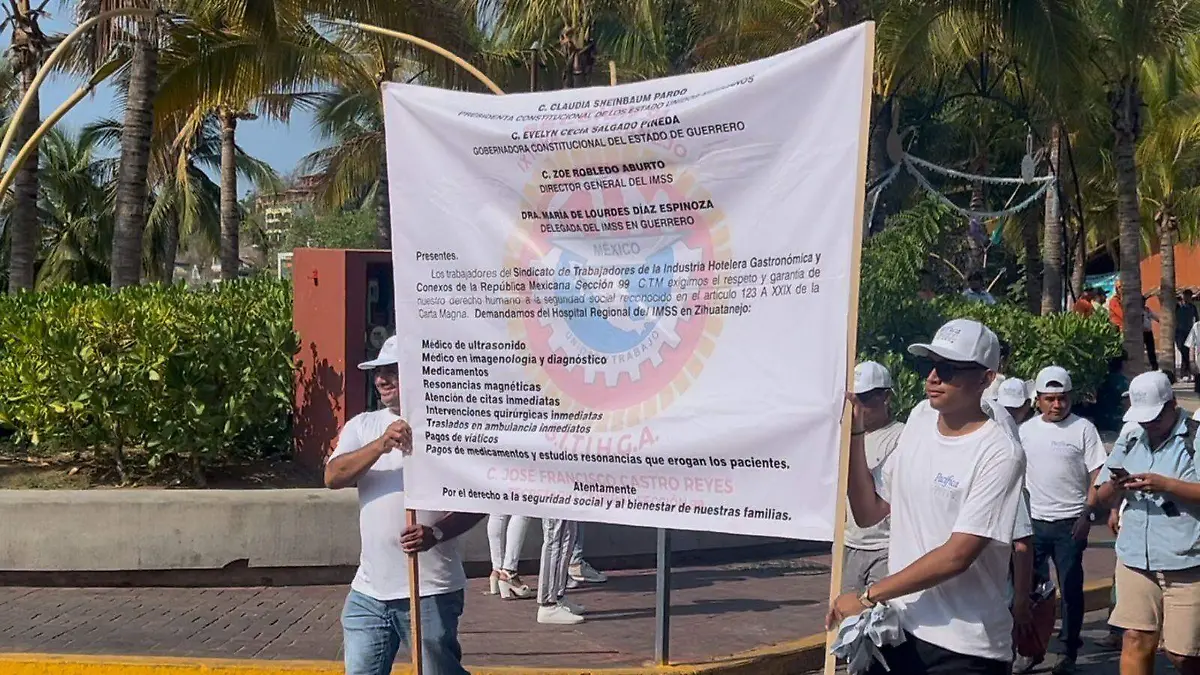 C. CLAUDIA SHEINBAUM PARDO
PRESIDENTA CONSTITUCIONAL DE LOS ESTADOS UNIDOS MEXICANOS
C. EVELYN CECIA SALGADO PINEDA
GOBERNADORA CONSTITUCIONAL DEL ESTADO DE GUERRERO
C. ZOE ROBLEDO ABURTO
DIRECTOR GENERAL DEL IMSS
DRA. MARÍA DE LOURDES DÍAZ ESPINOZA
DELEGADA DEL IMSS EN GUERRERO
MÉXICO
Presentes.
Los trabajadores del Sindicato de Trabajadores de la Industria Hotelera Gastronómica y
Conexos de la República Mexicana Sección 99 C.T.M exigimos el respeto y garantía de
nuestro derecho humano a la seguridad social reconocido en el artículo 123 A XXIX de la
Carta Magna. Demandamos del Hospital Regional del IMSS en Zihuatanejo:
Médico de ultrasonido
Médico en imagenología y diagnóstico
TRABAJO
Medicamentos
Resonancias magnéticas
Atención de citas inmediatas
Intervenciones quirúrgicas inmediatas
Traslados en ambulancia inmediatos
Pagos de viáticos
S.T.I.H.G.A.
Pagos de medicamentos y estudios resonancias que erogan los pacientes.
C. JOSÉ FRANCISCO CASTRO REYES
Atentamente
Por el derecho a la seguridad social y al bienestar de nuestras familias.
Pacífica